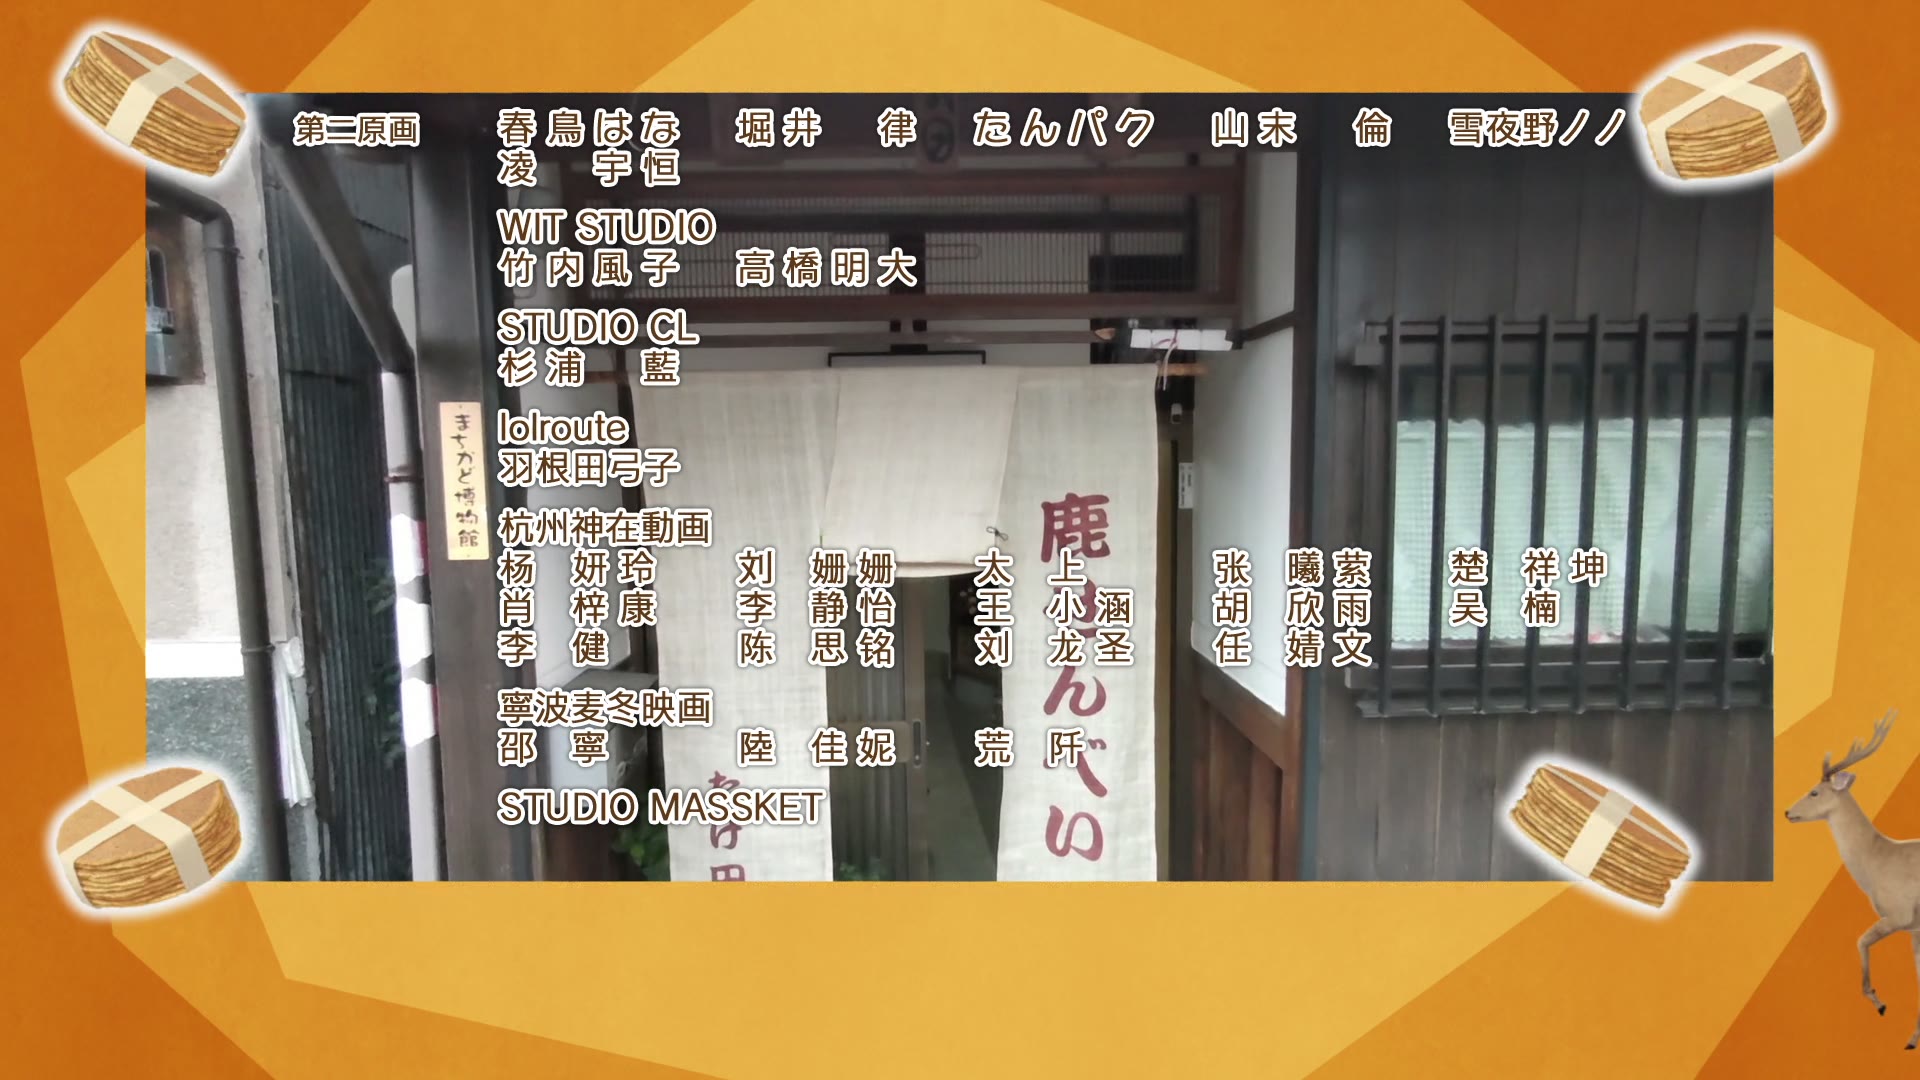 第二原画 春鳥はな 堀井 律 たんパク 山末 倫 雪夜野ノノ
凌 宇恒
WIT STUDIO
竹内風子 高橋明大
STUDIO CL
杉浦 藍
lolroute
羽根田弓子
杭州神在動画
杨 妍玲 刘 姗姗 太 上 张 曦萦 楚 祥坤
肖 梓康 李 静怡 王 小涵 胡 欣雨 吴 楠
李 健 陈 思铭 刘 龙圣 任 婧文
寧波麦冬映画
邵 寧 陸 佳妮 荒 阡
STUDIO MASSKET
まちかど博物館
鹿せんべい